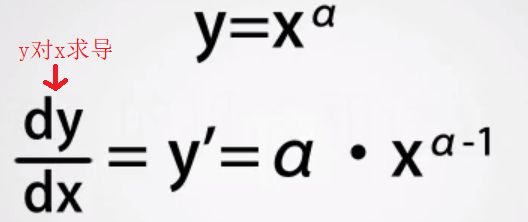 y=x^α
y对x求导
dy/dx = y′= α · x^α-1